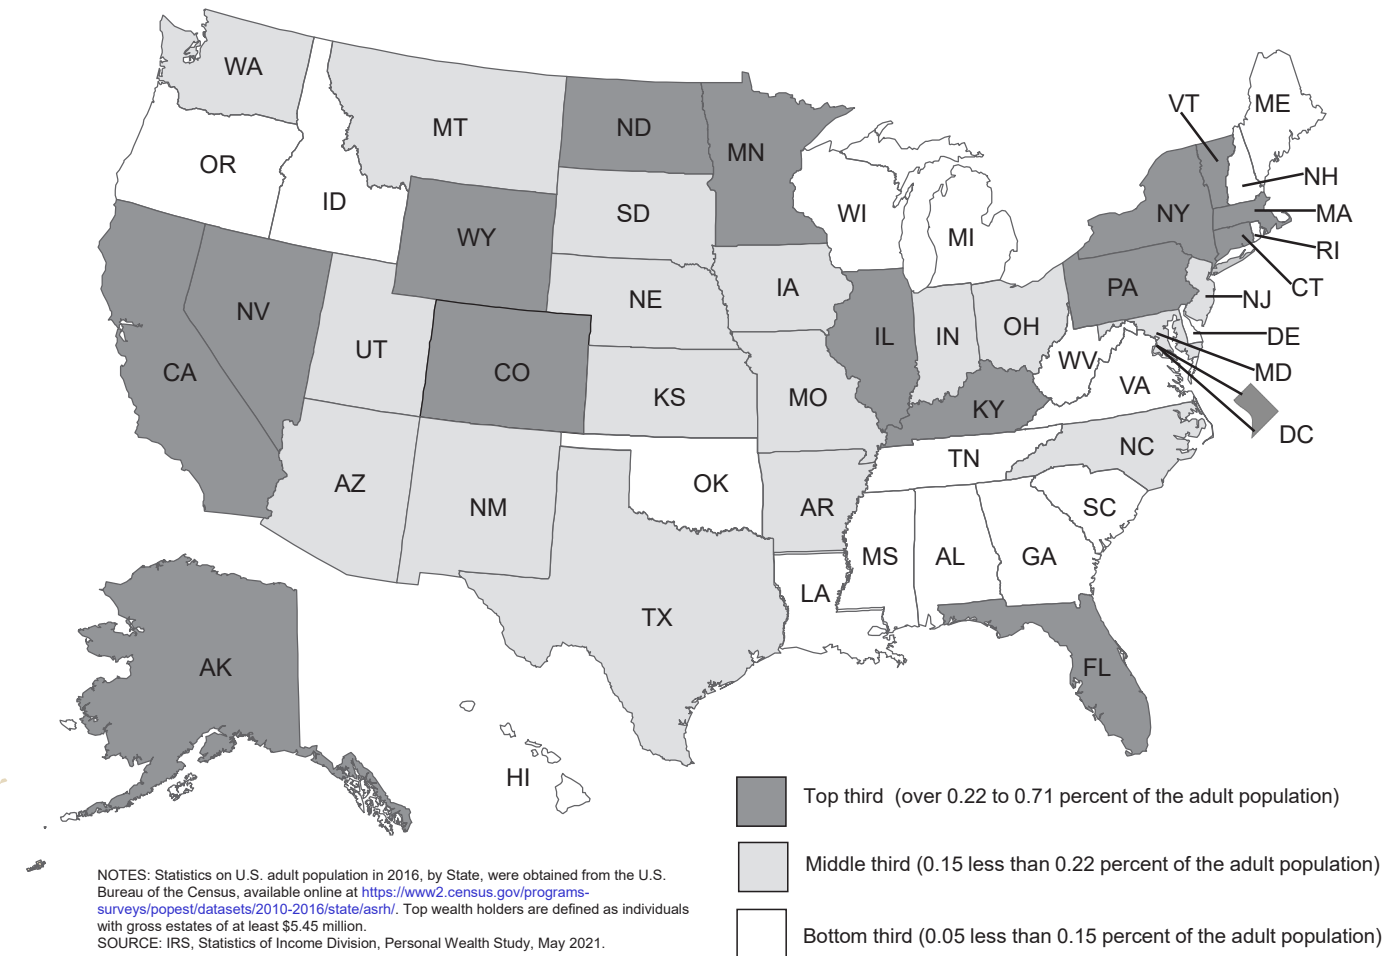 WA
VT
ME
MT
ND
MN
OR
NH
ID
SD
WI
NY
MA
WY
MI
RI
IA
PA
CT
NE
NJ
NV
OH
UT
IL
IN
DE
WV
CA
CO
MD
VA
KS
MO
KY
DC
NC
TN
AZ
OK
NM
AR
SC
MS
AL
GA
LA
TX
AK
FL
HI
Top third (over 0.22 to 0.71 percent of the adult population)
Middle third (0.15 less than 0.22 percent of the adult population)
Bottom third (0.05 less than 0.15 percent of the adult population)
NOTES: Statistics on U.S. adult population in 2016, by State, were obtained from the U.S.
Bureau of the Census, available online at https://www2.census.gov/programs-
surveys/popest/datasets/2010-2016/state/asrh/. Top wealth holders are defined as individuals
with gross estates of at least $5.45 million.
SOURCE: IRS, Statistics of Income Division, Personal Wealth Study, May 2021.